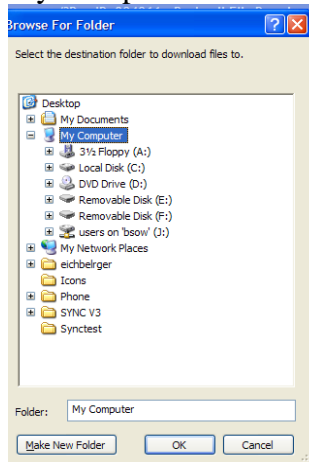 Browse For Folder
Select the destination folder to download files to.
Desktop
My Documents
My Computer
3½ Floppy (A:)
Local Disk (C:)
DVD Drive (D:)
Removable Disk (E:)
Removable Disk (F:)
users on 'bsow' (J:)
My Network Places
eichbelrger
Icons
Phone
SYNC V3
Synctest
Folder: My Computer
Make New Folder OK Cancel